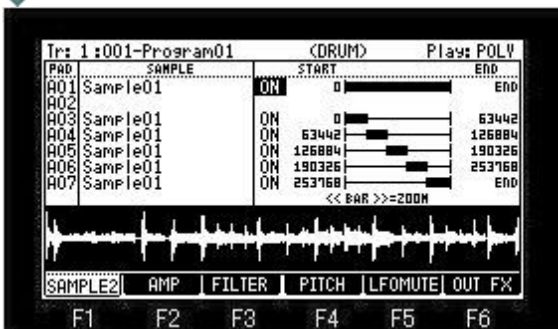 Tr: 1:001-Program01 (DRUM) Play: POLY
PAD SAMPLE START END
A01 Sample01 ON 0 END
A02
A03 Sample01 ON 0 63442
A04 Sample01 ON 63442 126884
A05 Sample01 ON 126884 190326
A06 Sample01 ON 190326 253768
A07 Sample01 ON 253768 END
<< BAR >>=ZOOM
SAMPLE2 AMP FILTER PITCH LFOMUTE OUT FX
F1 F2 F3 F4 F5 F6